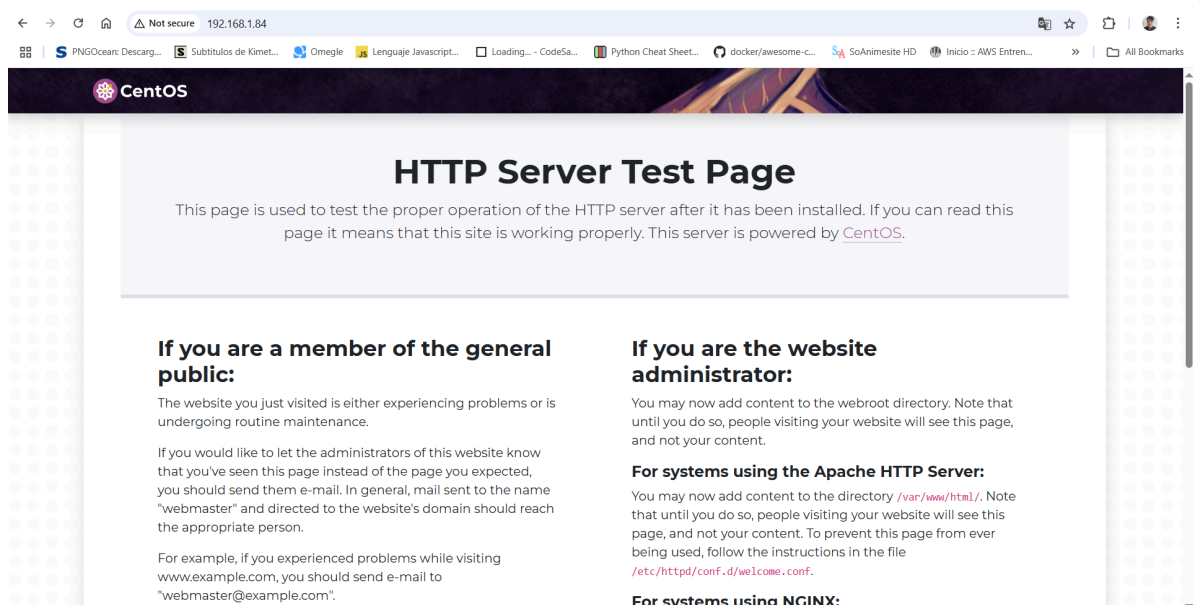 Not secure 192.168.1.84
PNGOcean: Descarg... Subtitulos de Kimet... Omegle Lenguaje Javascript... Loading... - CodeSa... Python Cheat Sheet... docker/awesome-c... SoAnimesite HD Inicio :: AWS Entren... » All Bookmarks
CentOS
HTTP Server Test Page
This page is used to test the proper operation of the HTTP server after it has been installed. If you can read this
page it means that this site is working properly. This server is powered by CentOS.
If you are a member of the general
public:
The website you just visited is either experiencing problems or is
undergoing routine maintenance.
If you would like to let the administrators of this website know
that you've seen this page instead of the page you expected,
you should send them e-mail. In general, mail sent to the name
"webmaster" and directed to the website's domain should reach
the appropriate person.
For example, if you experienced problems while visiting
www.example.com, you should send e-mail to
"webmaster@example.com".
If you are the website
administrator:
You may now add content to the webroot directory. Note that
until you do so, people visiting your website will see this page,
and not your content.
For systems using the Apache HTTP Server:
You may now add content to the directory /var/www/html/. Note
that until you do so, people visiting your website will see this
page, and not your content. To prevent this page from ever
being used, follow the instructions in the file
/etc/httpd/conf.d/welcome.conf.
For systems using NGINX: